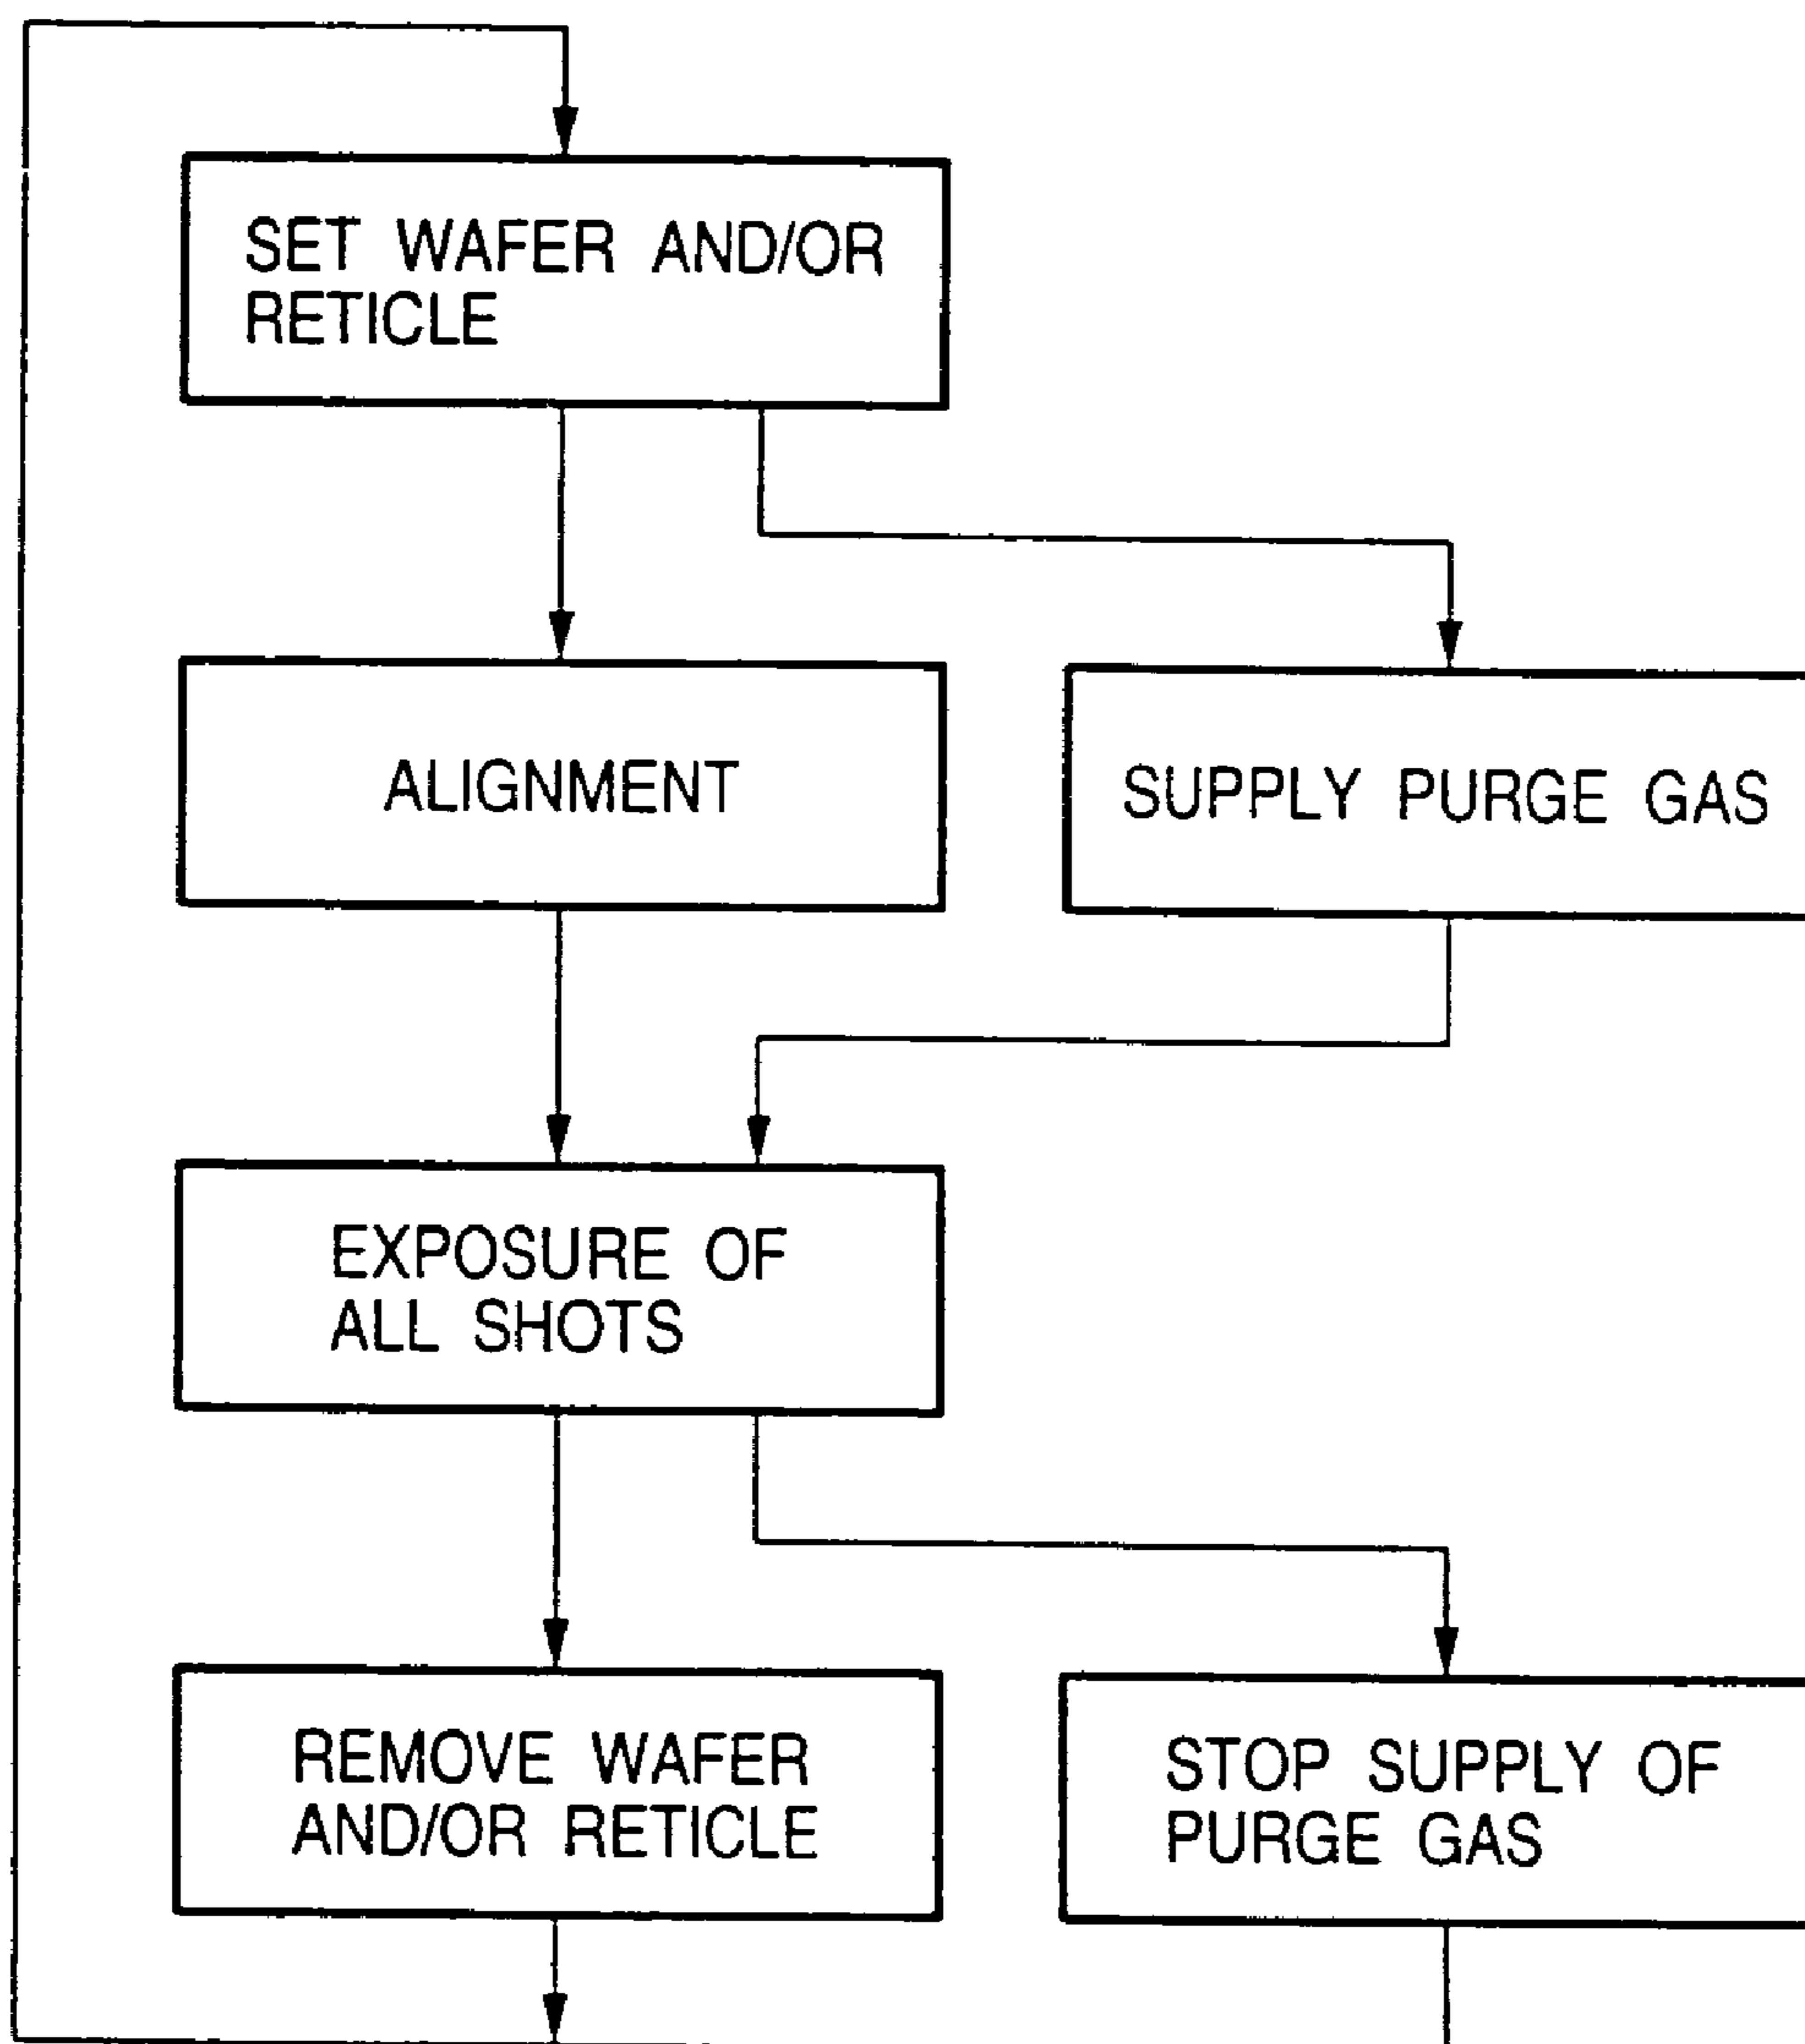 SET WAFER AND/OR
RETICLE
ALIGNMENT
SUPPLY PURGE GAS
EXPOSURE OF
ALL SHOTS
REMOVE WAFER
AND/OR RETICLE
STOP SUPPLY OF
PURGE GAS